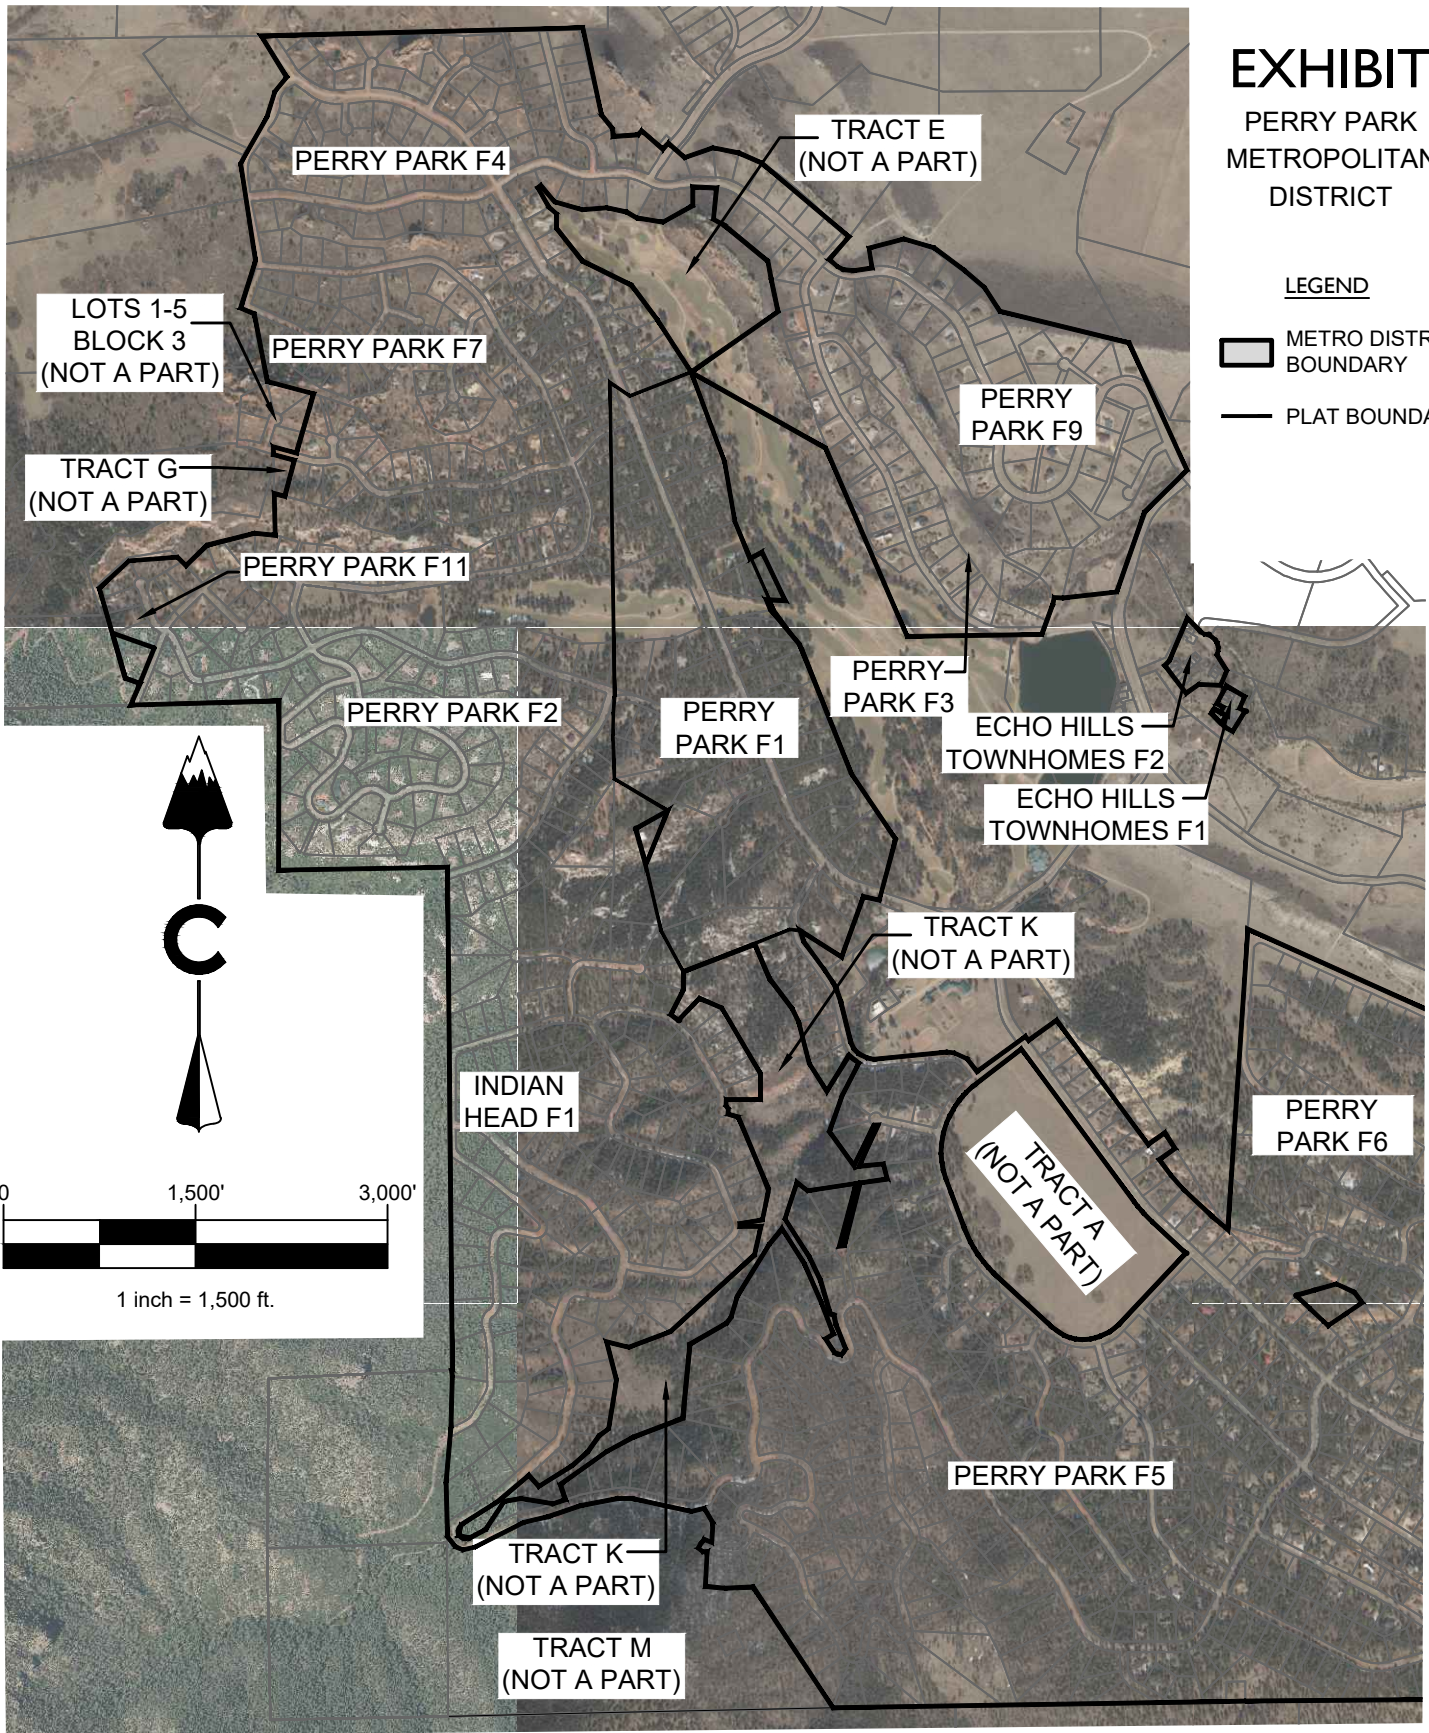 EXHIBIT
PERRY PARK
METROPOLITAN
DISTRICT
LEGEND
METRO DISTR
BOUNDARY
PLAT BOUNDA
TRACT E
(NOT A PART)
PERRY PARK F4
LOTS 1-5
BLOCK 3
(NOT A PART)
PERRY PARK F7
PERRY
PARK F9
TRACT G
(NOT A PART)
PERRY PARK F11
PERRY
PARK F3
PERRY PARK F2
PERRY
PARK F1
ECHO HILLS
TOWNHOMES F2
ECHO HILLS
TOWNHOMES F1
C
TRACT K
(NOT A PART)
INDIAN
HEAD F1
PERRY
PARK F6
TRACT A
(NOT A PART)
0 1,500' 3,000'
1 inch = 1,500 ft.
PERRY PARK F5
TRACT K
(NOT A PART)
TRACT M
(NOT A PART)